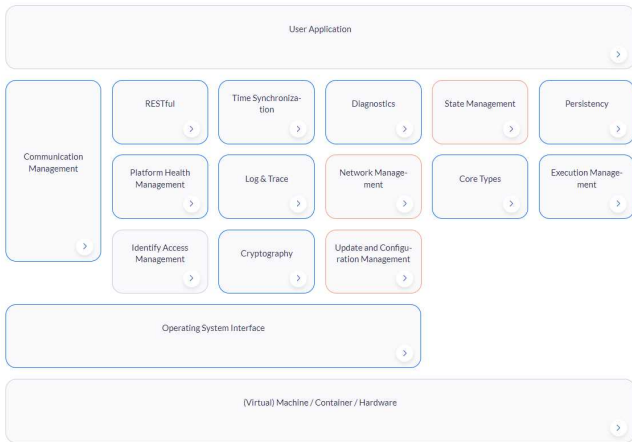 User Application
RESTful
Time Synchroniza-
tion
Diagnostics
State Management
Persistency
Communication
Management
Platform Health
Management
Log & Trace
Network Manage-
ment
Core Types
Execution Manage-
ment
Identify Access
Management
Cryptography
Update and Configu-
ration Management
Operating System Interface
(Virtual) Machine / Container / Hardware